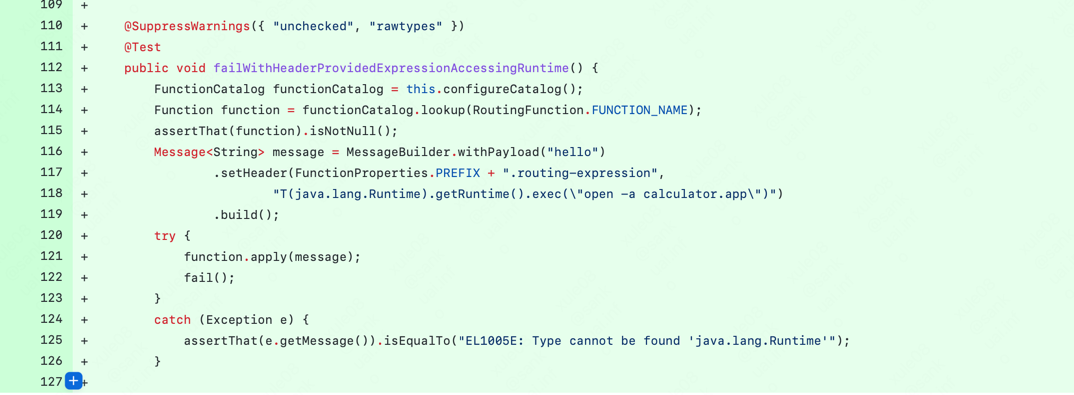 109 +
110 + @SuppressWarnings({ "unchecked", "rawtypes" })
111 + @Test
112 + public void failWithHeaderProvidedExpressionAccessingRuntime() {
113 + FunctionCatalog functionCatalog = this.configureCatalog();
114 + Function function = functionCatalog.lookup(RoutingFunction.FUNCTION_NAME);
115 + assertThat(function).isNotNull();
116 + Message<String> message = MessageBuilder.withPayload("hello")
117 + .setHeader(FunctionProperties.PREFIX + ".routing-expression",
118 + "T(java.lang.Runtime).getRuntime().exec(\"open -a calculator.app\")")
119 + .build();
120 + try {
121 + function.apply(message);
122 + fail();
123 + }
124 + catch (Exception e) {
125 + assertThat(e.getMessage()).isEqualTo("EL1005E: Type cannot be found 'java.lang.Runtime'");
126 + }
127 + +